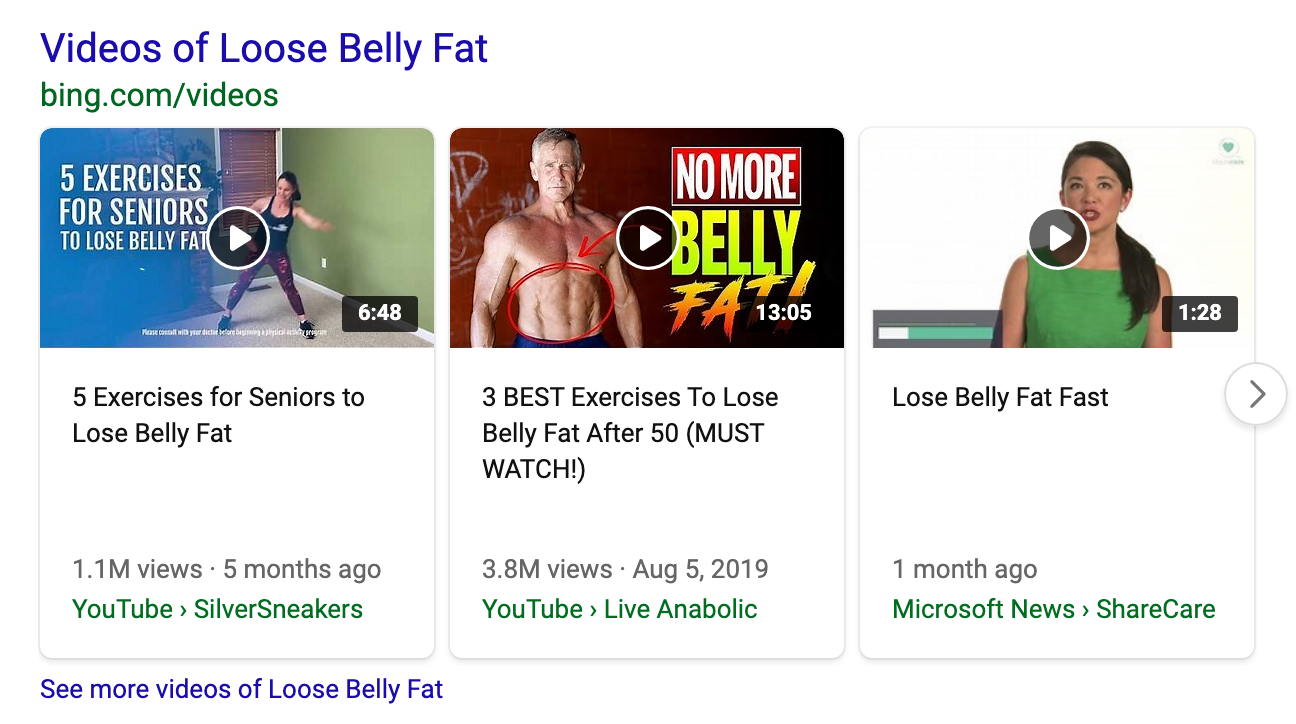 Videos of Loose Belly Fat
bing.com/videos
5 EXERCISES
FOR SENIORS
TO LOSE BELLY FAT
Please consult with your doctor before beginning a physical activity program
6:48
NO MORE
BELLY
FAT!
13:05
1:28
5 Exercises for Seniors to
Lose Belly Fat
1.1M views · 5 months ago
YouTube › SilverSneakers
3 BEST Exercises To Lose
Belly Fat After 50 (MUST
WATCH!)
3.8M views · Aug 5, 2019
YouTube › Live Anabolic
Lose Belly Fat Fast
1 month ago
Microsoft News › ShareCare
See more videos of Loose Belly Fat